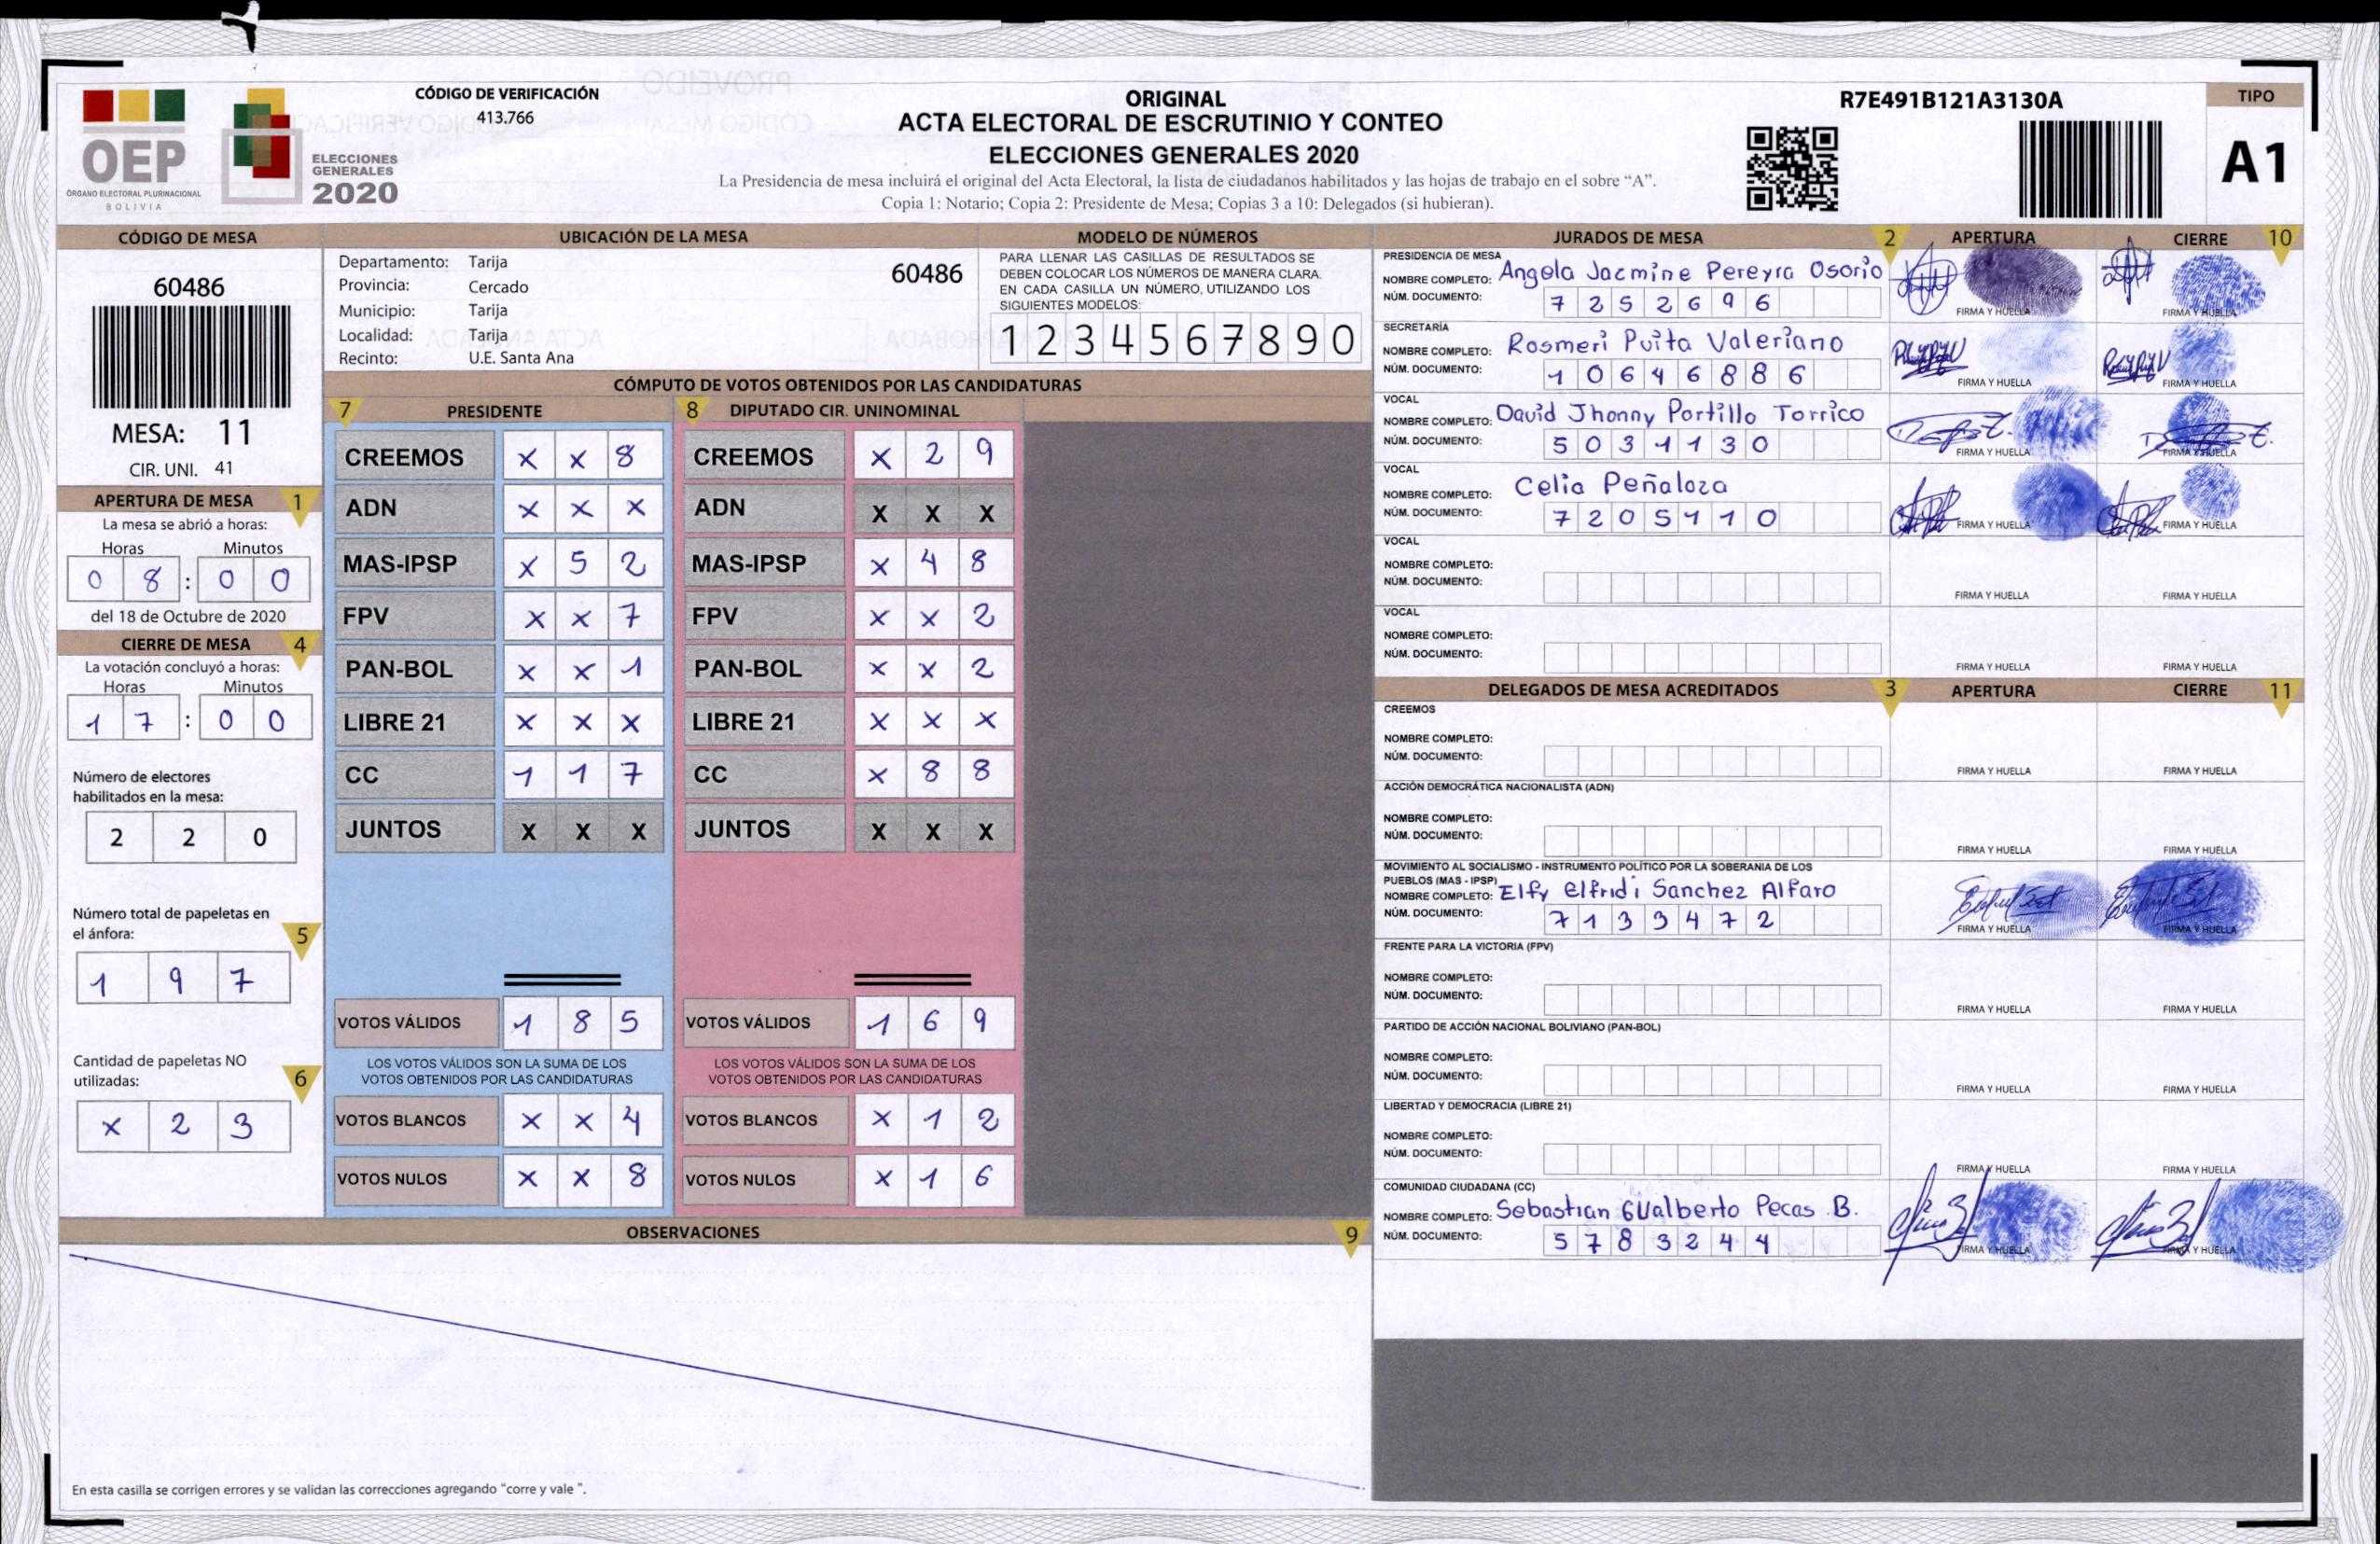 CÓDIGO DE VERIFICACIÓN
413.766
ORIGINAL
ACTA ELECTORAL DE ESCRUTINIO Y CONTEO
ELECCIONES GENERALES 2020
La Presidencia de mesa incluirá el original del Acta Electoral, la lista de ciudadanos habilitados y las hojas de trabajo en el sobre “A”.
Copia 1: Notario; Copia 2: Presidente de Mesa; Copias 3 a 10: Delegados (si hubieran).
R7E491B121A3130A
TIPO
A1
OEP
ÓRGANO ELECTORAL PLURINACIONAL
BOLIVIA
ELECCIONES
GENERALES
2020
CÓDIGO DE MESA
60486
MESA: 11
CIR. UNI. 41
APERTURA DE MESA 1
La mesa se abrió a horas:
Horas Minutos
0 8 : 0 0
del 18 de Octubre de 2020
CIERRE DE MESA 4
La votación concluyó a horas:
Horas Minutos
1 7 : 0 0
Número de electores
habilitados en la mesa:
2 2 0
Número total de papeletas en
el ánfora: 5
1 9 7
Cantidad de papeletas NO
utilizadas: 6
x 2 3
UBICACIÓN DE LA MESA
Departamento: Tarija 60486
Provincia: Cercado
Municipio: Tarija
Localidad: Tarija
Recinto: U.E. Santa Ana
MODELO DE NÚMEROS
PARA LLENAR LAS CASILLAS DE RESULTADOS SE
DEBEN COLOCAR LOS NÚMEROS DE MANERA CLARA.
EN CADA CASILLA UN NÚMERO, UTILIZANDO LOS
SIGUIENTES MODELOS:
1 2 3 4 5 6 7 8 9 0
CÓMPUTO DE VOTOS OBTENIDOS POR LAS CANDIDATURAS
7 PRESIDENTE
CREEMOS x x 8
ADN x x x
MAS-IPSP x 5 2
FPV x x 7
PAN-BOL x x 1
LIBRE 21 x x x
CC 1 1 7
JUNTOS X X X
VOTOS VÁLIDOS 1 8 5
LOS VOTOS VÁLIDOS SON LA SUMA DE LOS
VOTOS OBTENIDOS POR LAS CANDIDATURAS
VOTOS BLANCOS x x 4
VOTOS NULOS x x 8
8 DIPUTADO CIR. UNINOMINAL
CREEMOS x 2 9
ADN X X X
MAS-IPSP x 4 8
FPV x x 2
PAN-BOL x x 2
LIBRE 21 x x x
CC x 8 8
JUNTOS X X X
VOTOS VÁLIDOS 1 6 9
LOS VOTOS VÁLIDOS SON LA SUMA DE LOS
VOTOS OBTENIDOS POR LAS CANDIDATURAS
VOTOS BLANCOS x 1 2
VOTOS NULOS x 1 6
OBSERVACIONES 9
En esta casilla se corrigen errores y se validan las correcciones agregando "corre y vale ".
JURADOS DE MESA 2 APERTURA CIERRE 10
PRESIDENCIA DE MESA
NOMBRE COMPLETO: Angela Jacmine Pereyra Osorio
NÚM. DOCUMENTO: 7 2 5 2 6 9 6
FIRMA Y HUELLA FIRMA Y HUELLA
SECRETARÍA
NOMBRE COMPLETO: Rosmeri Puita Valeriano
NÚM. DOCUMENTO: 1 0 6 4 6 8 8 6
FIRMA Y HUELLA FIRMA Y HUELLA
VOCAL
NOMBRE COMPLETO: David Jhonny Portillo Torrico
NÚM. DOCUMENTO: 5 0 3 1 1 3 0
FIRMA Y HUELLA FIRMA Y HUELLA
VOCAL
NOMBRE COMPLETO: Celia Peñaloza
NÚM. DOCUMENTO: 7 2 0 5 1 1 0
FIRMA Y HUELLA FIRMA Y HUELLA
VOCAL
NOMBRE COMPLETO:
NÚM. DOCUMENTO:
FIRMA Y HUELLA FIRMA Y HUELLA
VOCAL
NOMBRE COMPLETO:
NÚM. DOCUMENTO:
FIRMA Y HUELLA FIRMA Y HUELLA
DELEGADOS DE MESA ACREDITADOS 3 APERTURA CIERRE 11
CREEMOS
NOMBRE COMPLETO:
NÚM. DOCUMENTO:
FIRMA Y HUELLA FIRMA Y HUELLA
ACCIÓN DEMOCRÁTICA NACIONALISTA (ADN)
NOMBRE COMPLETO:
NÚM. DOCUMENTO:
FIRMA Y HUELLA FIRMA Y HUELLA
MOVIMIENTO AL SOCIALISMO - INSTRUMENTO POLÍTICO POR LA SOBERANIA DE LOS
PUEBLOS (MAS - IPSP)
NOMBRE COMPLETO: Elfy Elfridi Sanchez Alfaro
NÚM. DOCUMENTO: 7 1 3 3 4 7 2
FIRMA Y HUELLA FIRMA Y HUELLA
FRENTE PARA LA VICTORIA (FPV)
NOMBRE COMPLETO:
NÚM. DOCUMENTO:
FIRMA Y HUELLA FIRMA Y HUELLA
PARTIDO DE ACCIÓN NACIONAL BOLIVIANO (PAN-BOL)
NOMBRE COMPLETO:
NÚM. DOCUMENTO:
FIRMA Y HUELLA FIRMA Y HUELLA
LIBERTAD Y DEMOCRACIA (LIBRE 21)
NOMBRE COMPLETO:
NÚM. DOCUMENTO:
FIRMA Y HUELLA FIRMA Y HUELLA
COMUNIDAD CIUDADANA (CC)
NOMBRE COMPLETO: Sebastian Gualberto Pecas B.
NÚM. DOCUMENTO: 5 7 8 3 2 4 4
FIRMA Y HUELLA FIRMA Y HUELLA